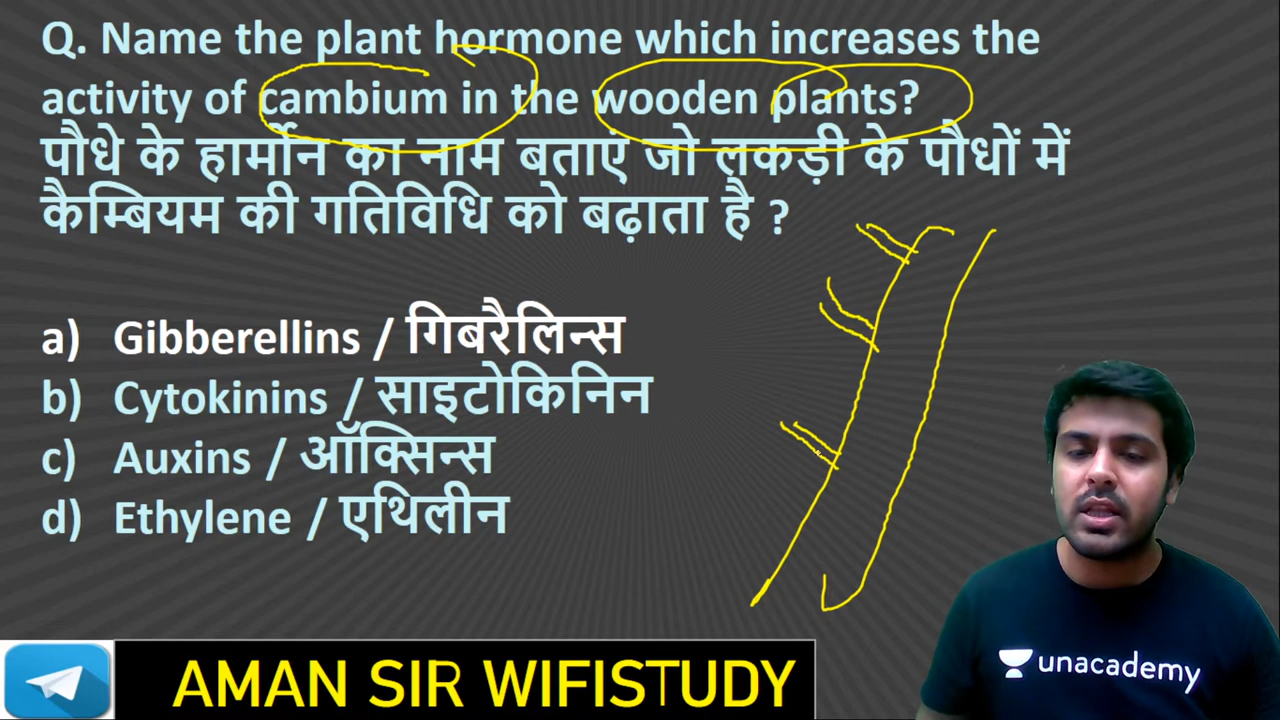 Q. Name the plant hormone which increases the
activity of cambium in the wooden plants?
पौधे के हार्मोन का नाम बताएं जो लकड़ी के पौधों में
कैम्बियम की गतिविधि को बढ़ाता है ?
a) Gibberellins / गिबरैलिन्स
b) Cytokinins / साइटोकिनिन
c) Auxins / ऑक्सिन्स
d) Ethylene / एथिलीन
unacademy
AMAN SIR WIFISTUDY